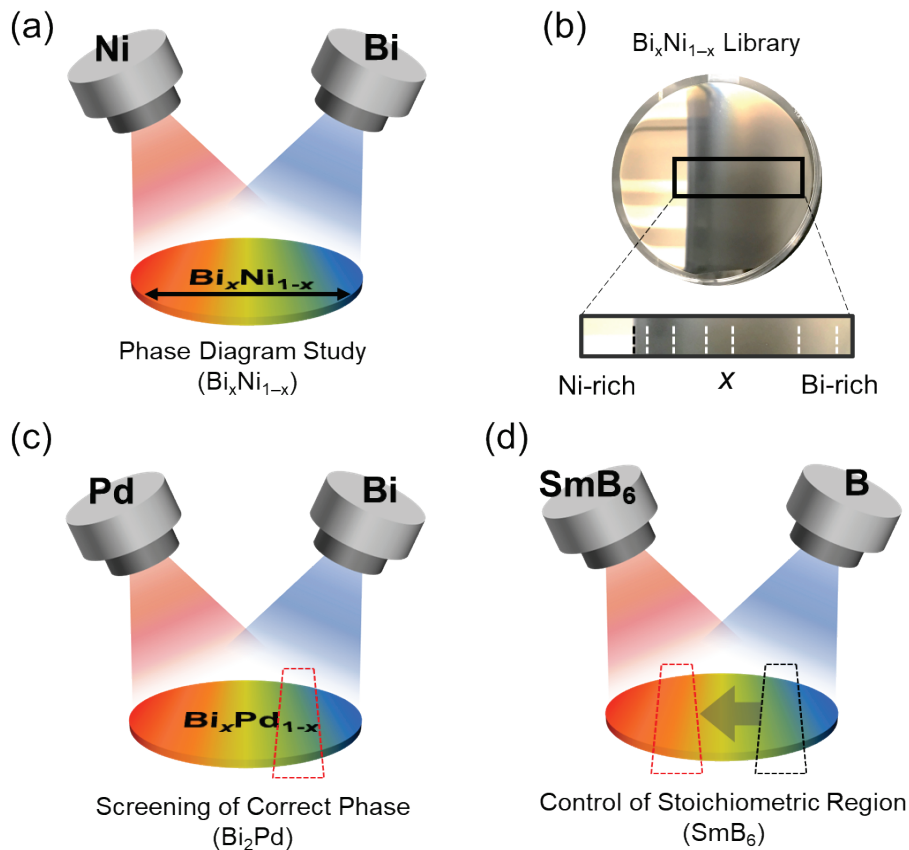 (a)
Ni
Bi
BiₓNi₁₋ₓ
Phase Diagram Study
(BiₓNi₁₋ₓ)
(b)
BiₓNi₁₋ₓ Library
Ni-rich
x
Bi-rich
(c)
Pd
Bi
BiₓPd₁₋ₓ
Screening of Correct Phase
(Bi₂Pd)
(d)
SmB₆
B
Control of Stoichiometric Region
(SmB₆)